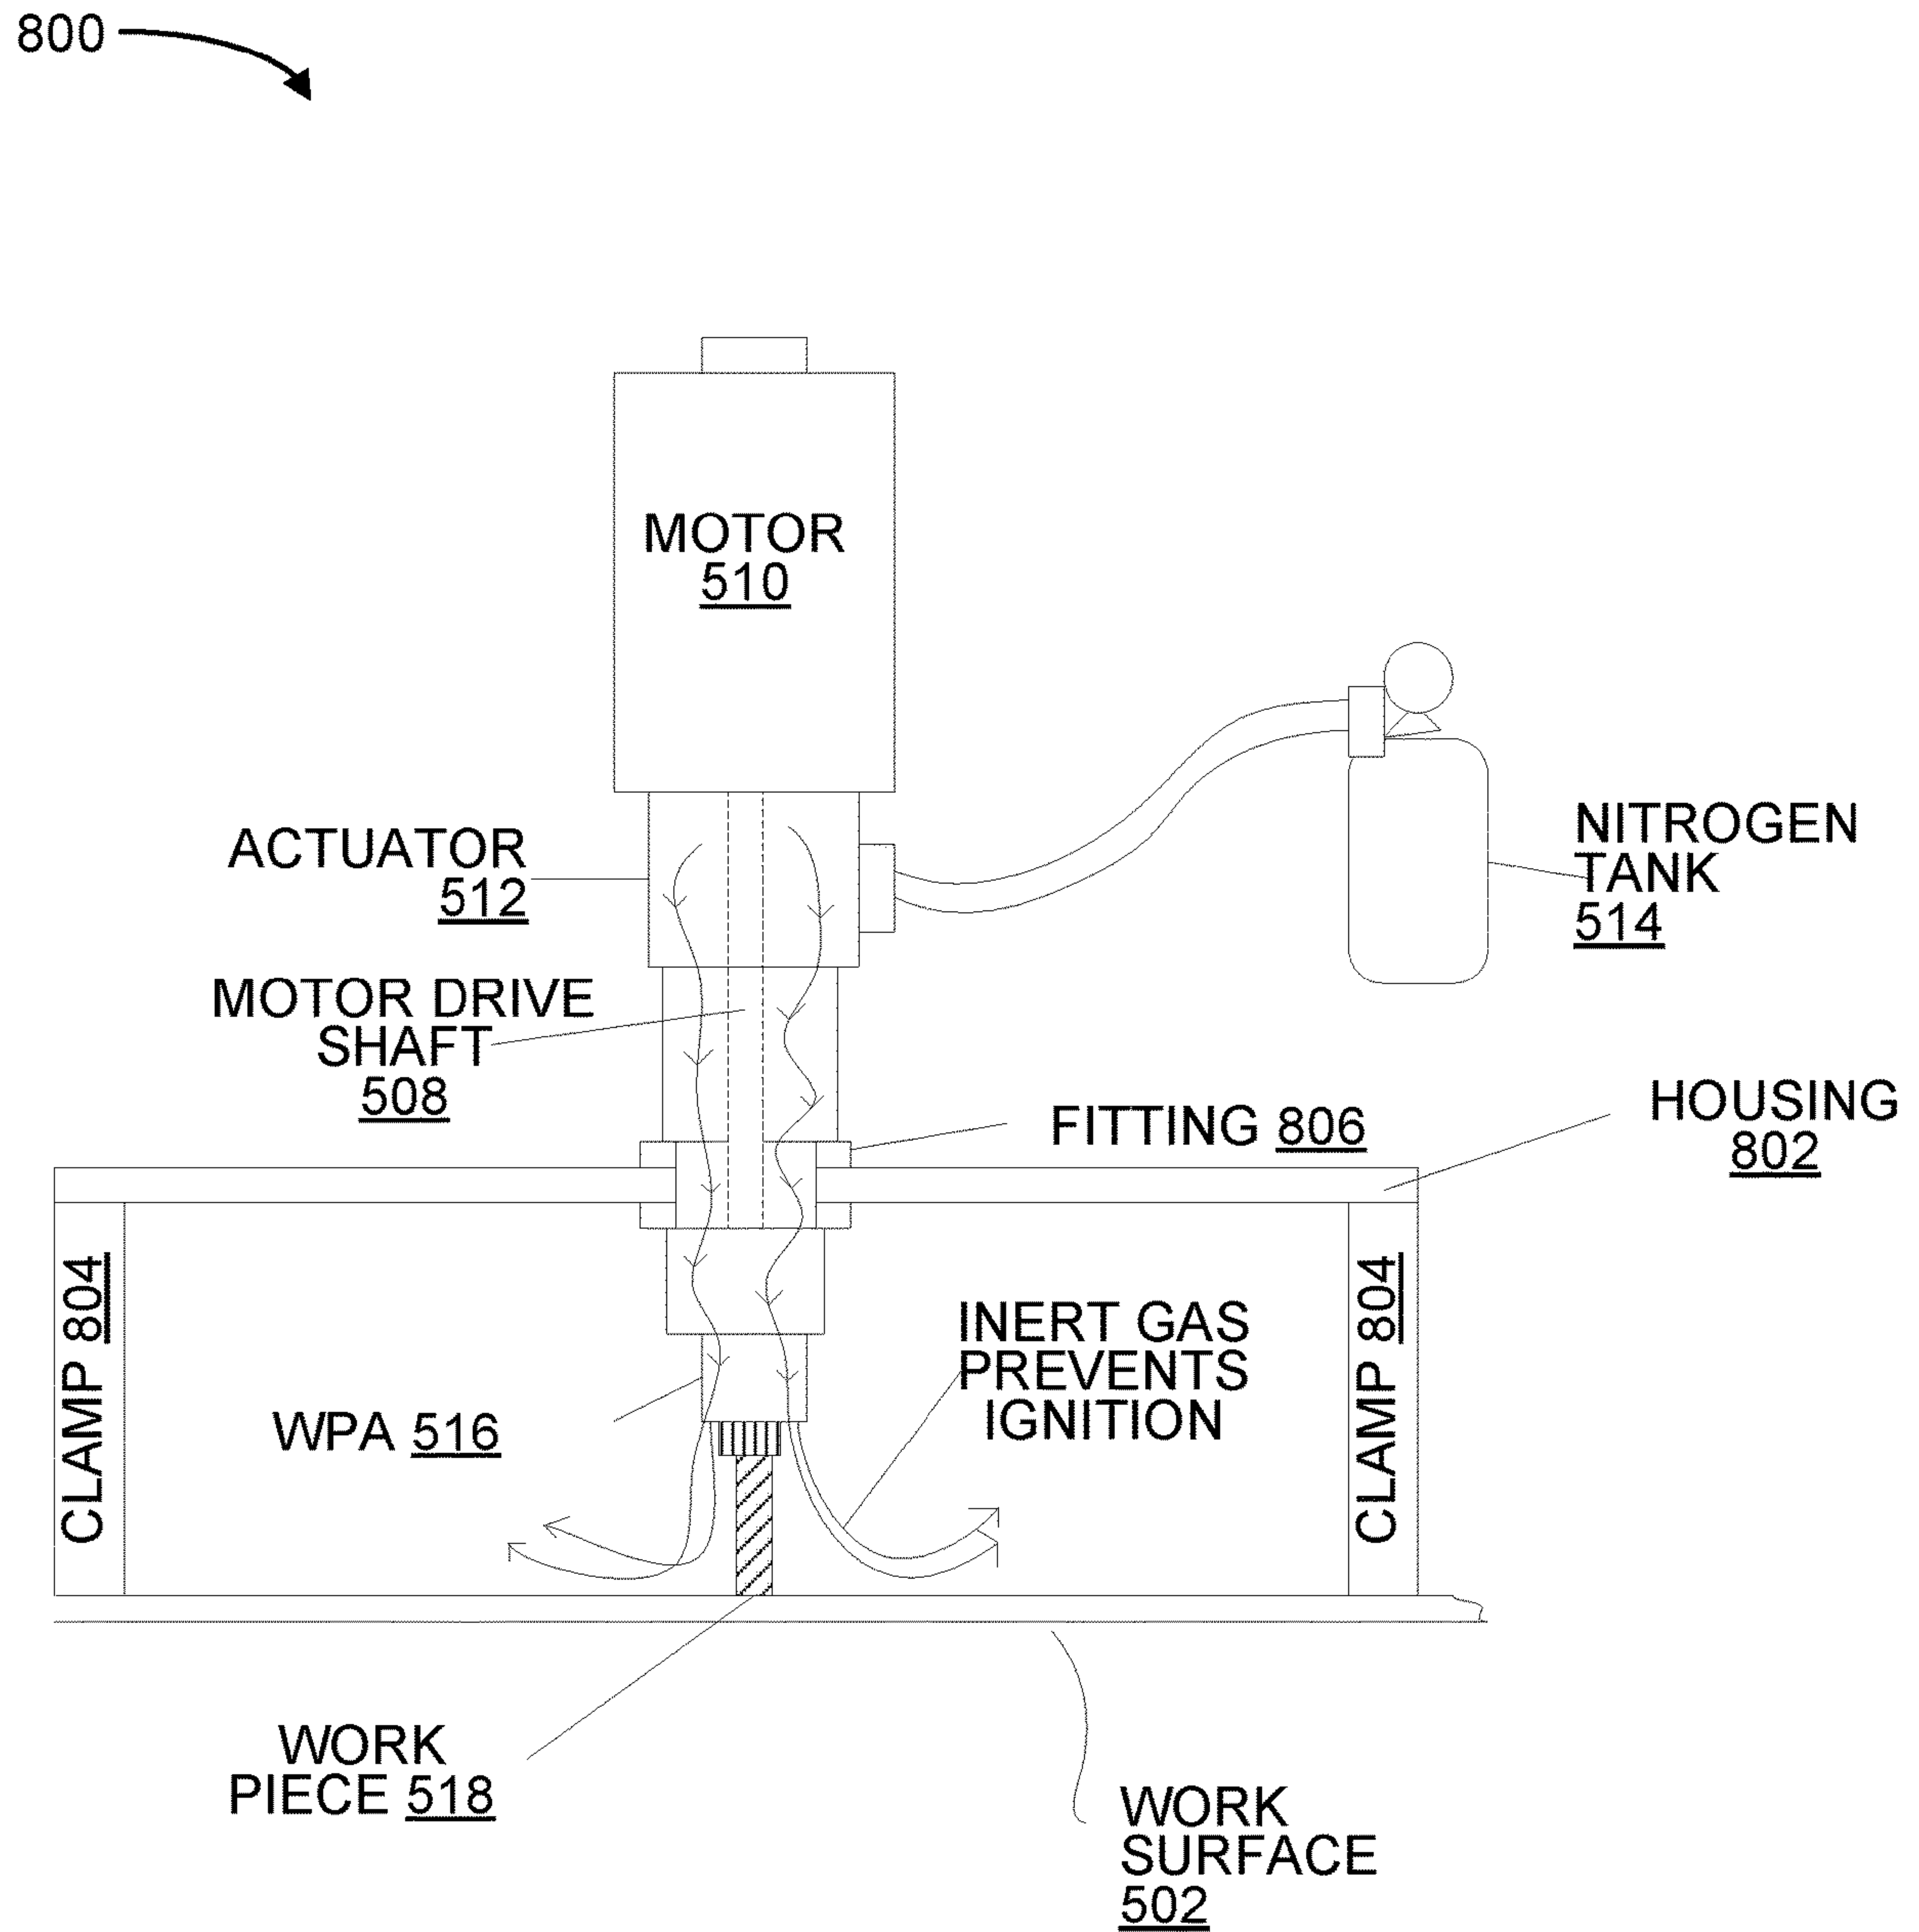 800
MOTOR
510
NITROGEN
TANK
514
ACTUATOR
512
MOTOR DRIVE
SHAFT
508
HOUSING
802
FITTING 806
CLAMP 804
CLAMP 804
INERT GAS
PREVENTS
IGNITION
WPA 516
WORK
PIECE 518
WORK
SURFACE
502